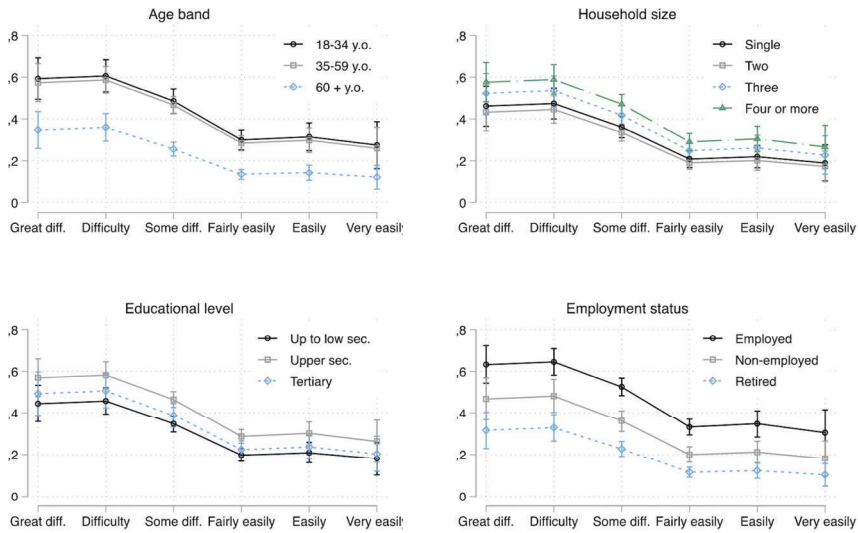 Age band
,8
,6
,4
,2
0
18-34 y.o.
35-59 y.o.
60 + y.o.
Great diff. Difficulty Some diff. Fairly easily Easily Very easily
Household size
,8
,6
,4
,2
0
Single
Two
Three
Four or more
Great diff. Difficulty Some diff. Fairly easily Easily Very easily
Educational level
,8
,6
,4
,2
0
Up to low sec.
Upper sec.
Tertiary
Great diff. Difficulty Some diff. Fairly easily Easily Very easily
Employment status
,8
,6
,4
,2
0
Employed
Non-employed
Retired
Great diff. Difficulty Some diff. Fairly easily Easily Very easily